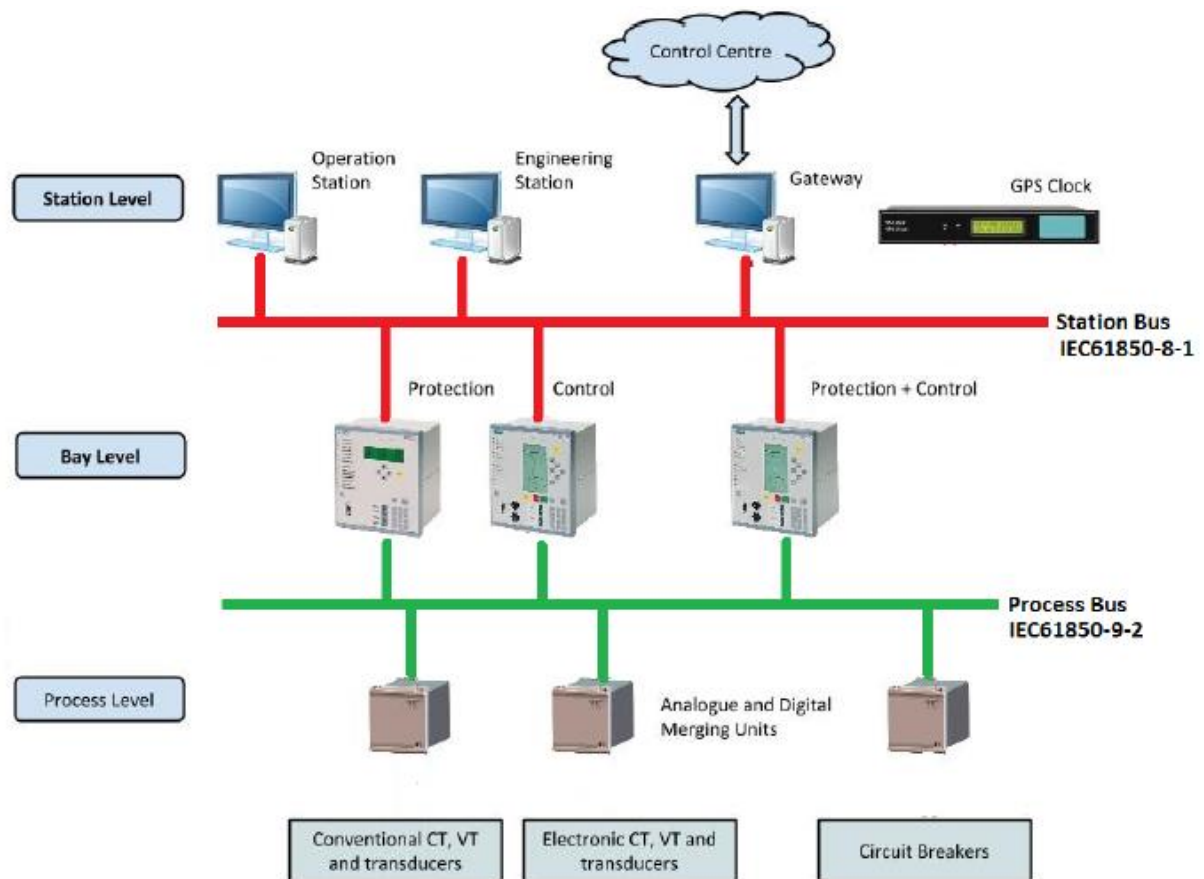 Control Centre
Operation
Station
Engineering
Station
Gateway
GPS Clock
Station Level
Station Bus
IEC61850-8-1
Protection
Control
Protection + Control
Bay Level
Process Bus
IEC61850-9-2
Process Level
Analogue and Digital
Merging Units
Conventional CT, VT
and transducers
Electronic CT, VT and
transducers
Circuit Breakers